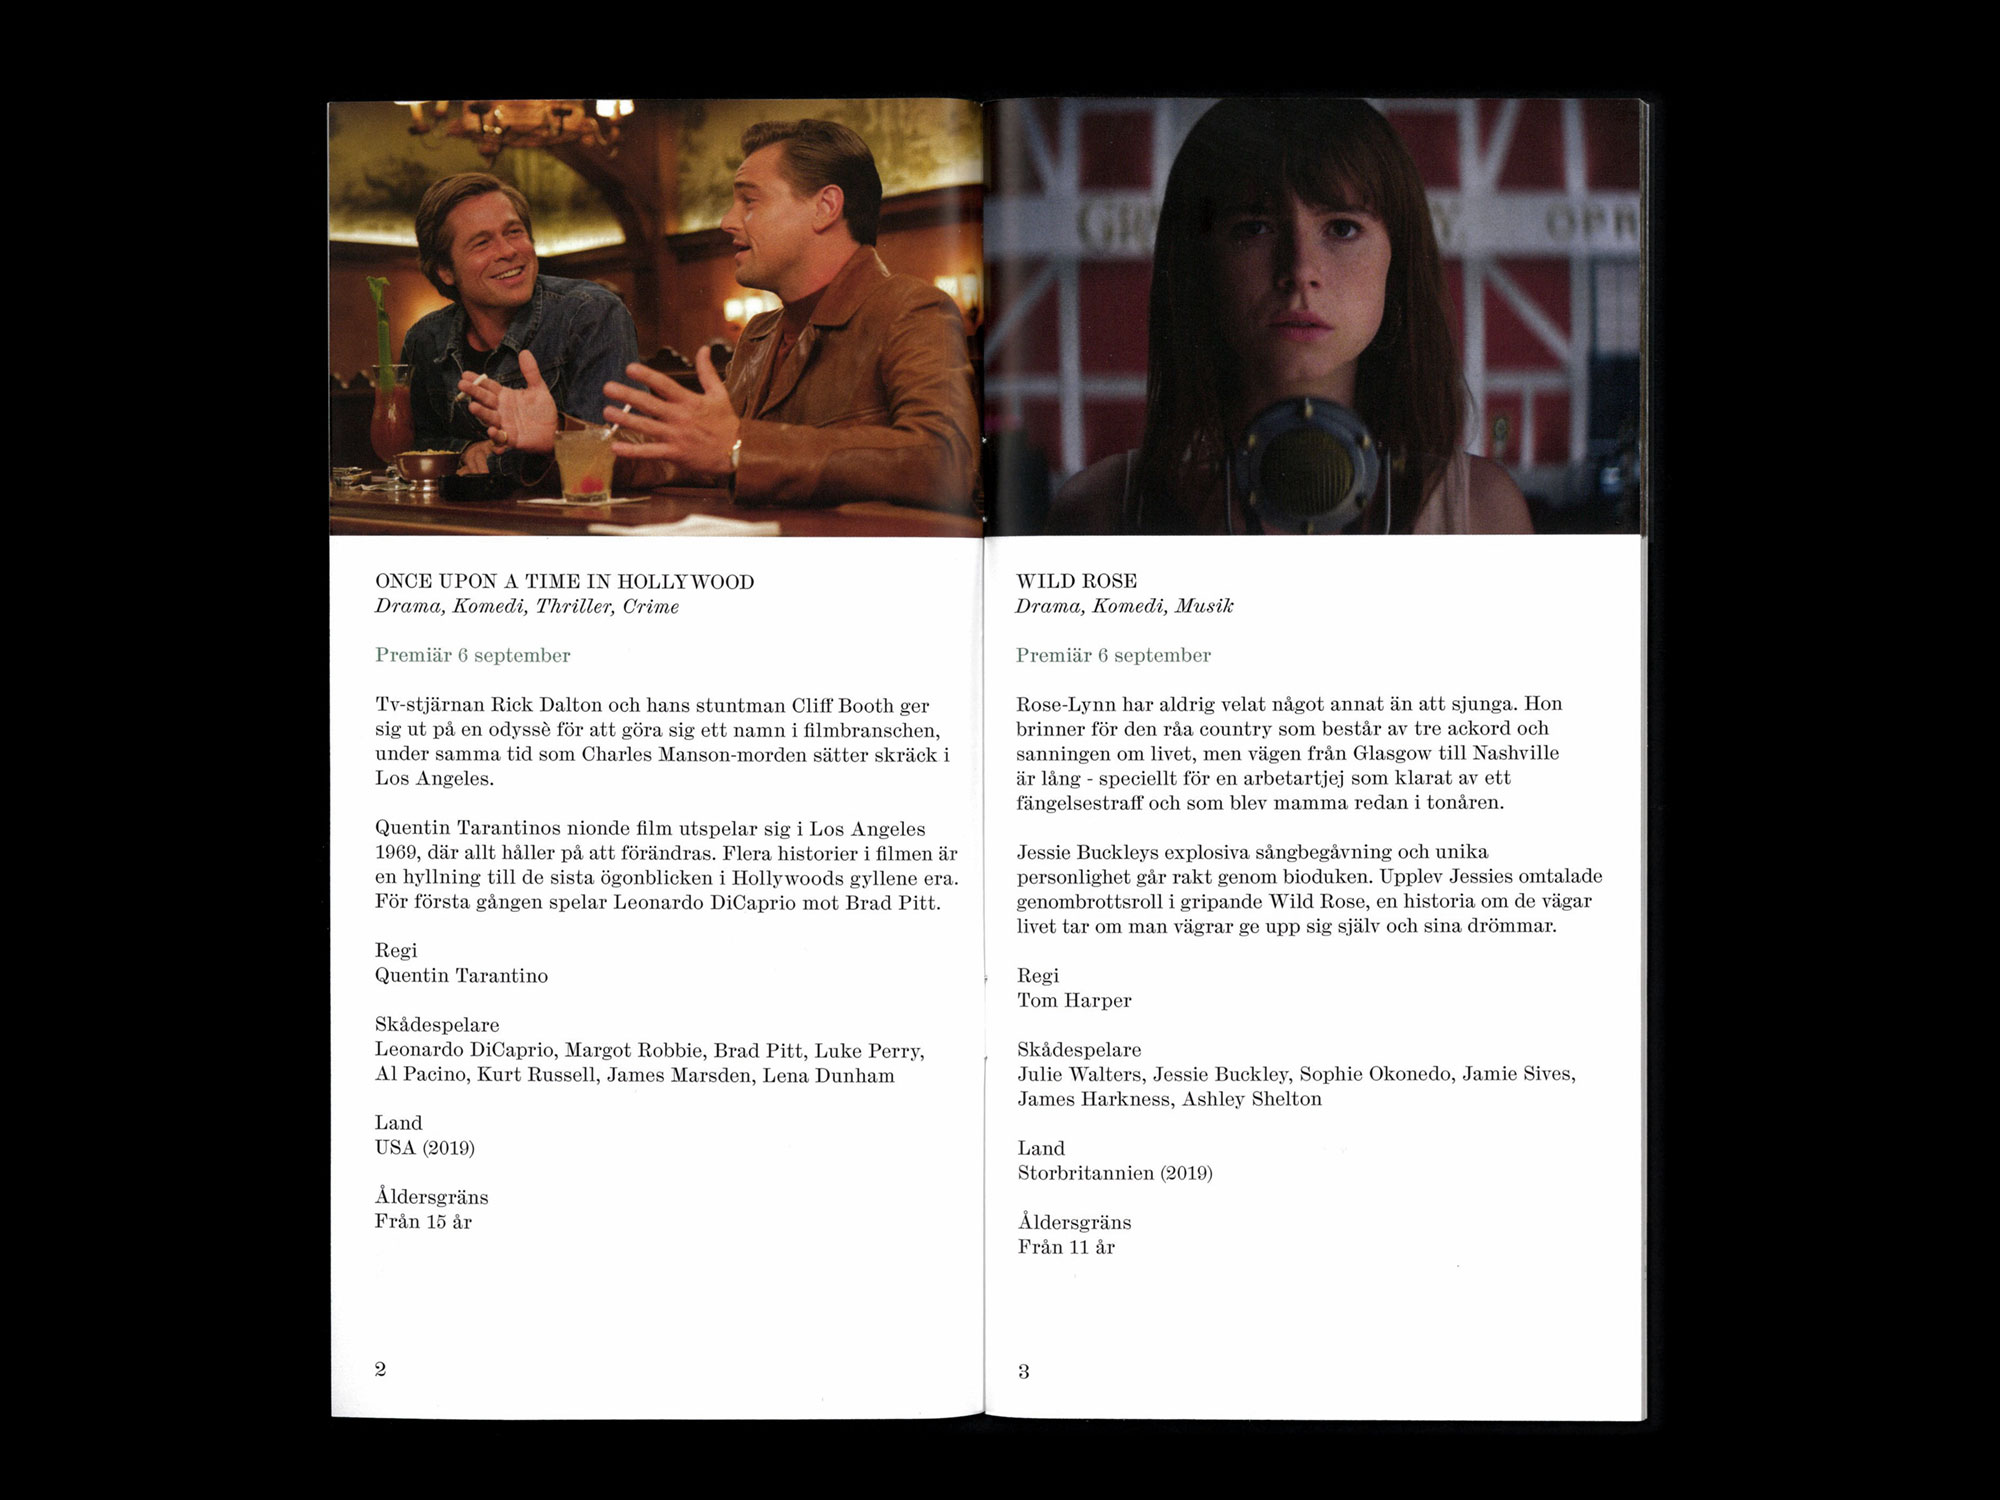 ONCE UPON A TIME IN HOLLYWOOD
Drama, Komedi, Thriller, Crime
Premiär 6 september
Tv-stjärnan Rick Dalton och hans stuntman Cliff Booth ger
sig ut på en odyssè för att göra sig ett namn i filmbranschen,
under samma tid som Charles Manson-morden sätter skräck i
Los Angeles.
Quentin Tarantinos nionde film utspelar sig i Los Angeles
1969, där allt håller på att förändras. Flera historier i filmen är
en hyllning till de sista ögonblicken i Hollywoods gyllene era.
För första gången spelar Leonardo DiCaprio mot Brad Pitt.
Regi
Quentin Tarantino
Skådespelare
Leonardo DiCaprio, Margot Robbie, Brad Pitt, Luke Perry,
Al Pacino, Kurt Russell, James Marsden, Lena Dunham
Land
USA (2019)
Åldersgräns
Från 15 år
2
WILD ROSE
Drama, Komedi, Musik
Premiär 6 september
Rose-Lynn har aldrig velat något annat än att sjunga. Hon
brinner för den råa country som består av tre ackord och
sanningen om livet, men vägen från Glasgow till Nashville
är lång - speciellt för en arbetartjej som klarat av ett
fängelsestraff och som blev mamma redan i tonåren.
Jessie Buckleys explosiva sångbegåvning och unika
personlighet går rakt genom bioduken. Upplev Jessies omtalade
genombrottsroll i gripande Wild Rose, en historia om de vägar
livet tar om man vägrar ge upp sig själv och sina drömmar.
Regi
Tom Harper
Skådespelare
Julie Walters, Jessie Buckley, Sophie Okonedo, Jamie Sives,
James Harkness, Ashley Shelton
Land
Storbritannien (2019)
Åldersgräns
Från 11 år
3